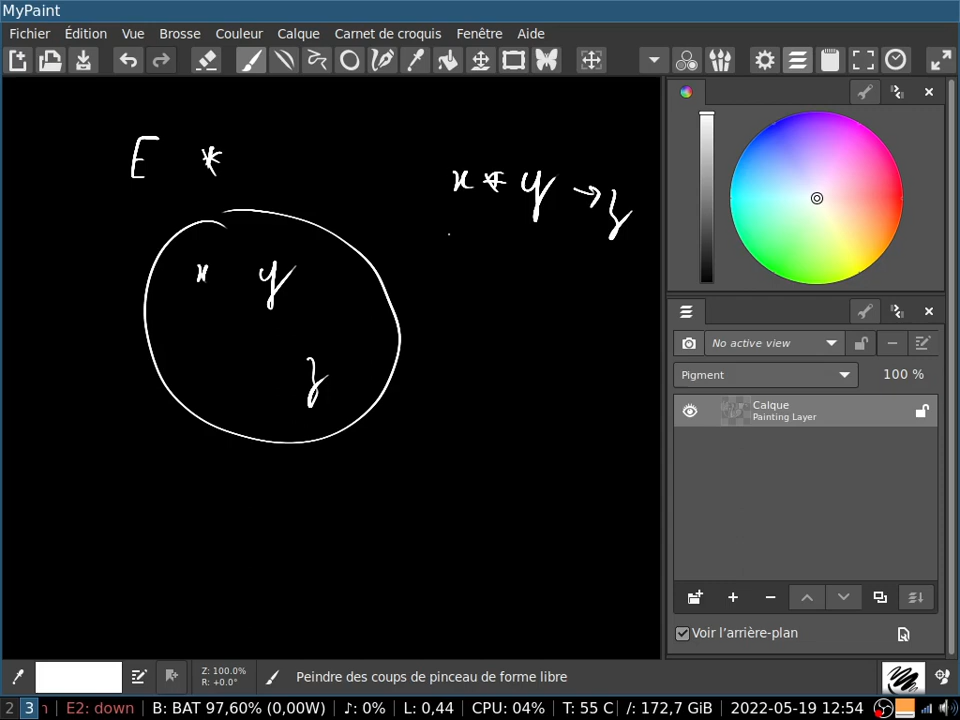 MyPaint
Fichier Édition Vue Brosse Couleur Calque Carnet de croquis Fenêtre Aide
E *
x * y → z
x y
z
No active view
Pigment 100 %
Calque
Painting Layer
Voir l'arrière-plan
Z: 100.0%
R: +0.0°
Peindre des coups de pinceau de forme libre
2 3 E2: down | B: BAT 97,60% (0,00W) | ♪: 0% | L: 0,44 | CPU: 04% | T: 55 C | /: 172,7 GiB | 2022-05-19 12:54